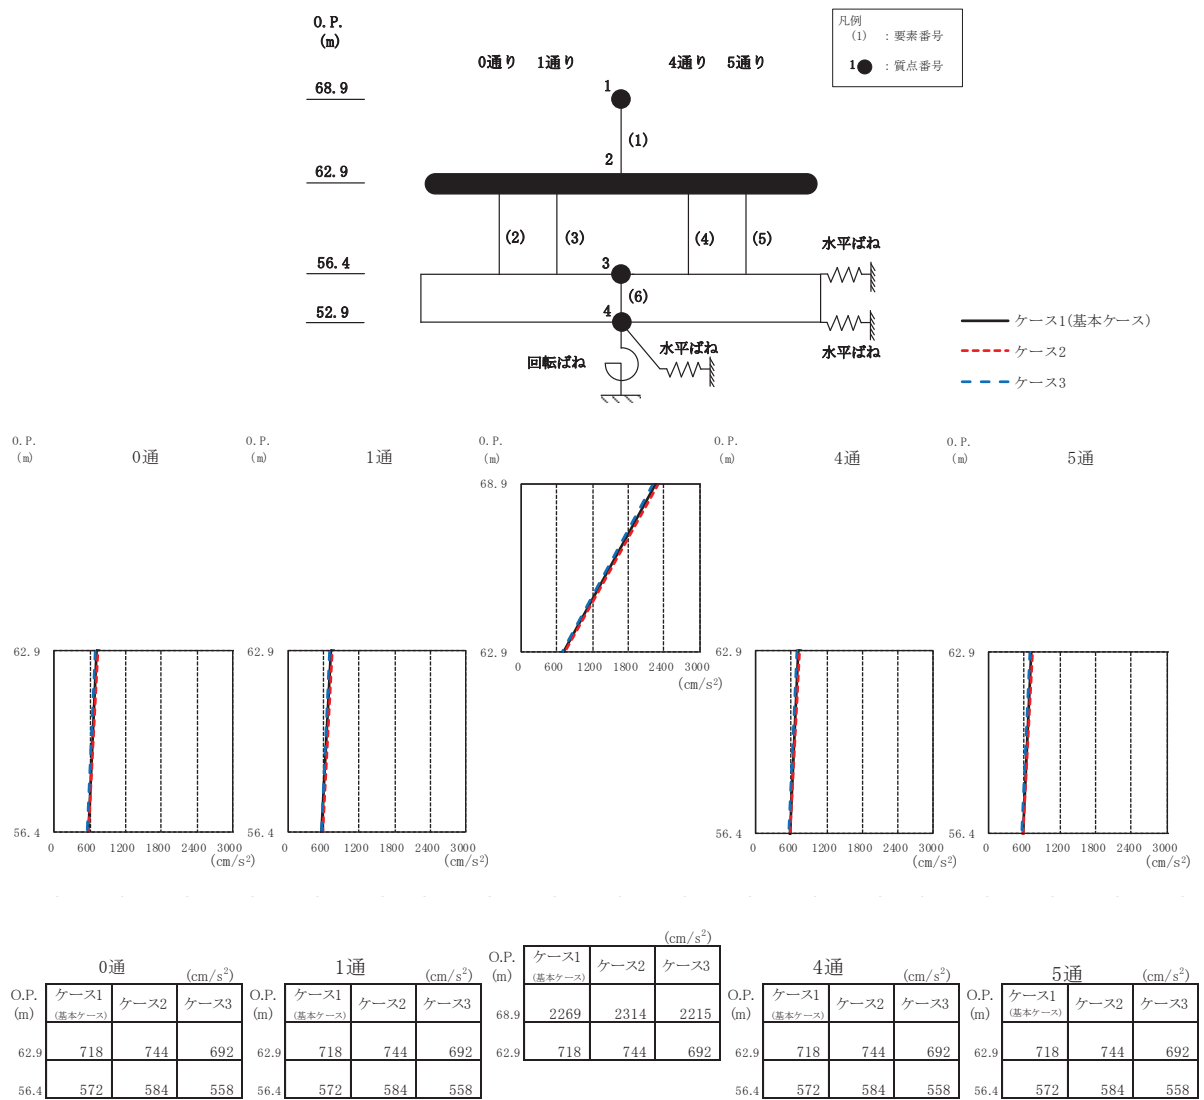 O.P.
(m)
0通り 1通り 4通り 5通り
凡例
(1) ：要素番号
1 ：質点番号
68.9
1
(1)
2
62.9
(2) (3) (4) (5)
水平ばね
56.4
3
(6)
52.9
4
水平ばね
水平ばね
回転ばね
ケース1(基本ケース)
ケース2
ケース3
O.P.
(m)
0通
O.P.
(m)
1通
O.P.
(m)
O.P.
(m)
4通
O.P.
(m)
5通
68.9
62.9
0 600 1200 1800 2400 3000
(cm/s²)
62.9
56.4
0 600 1200 1800 2400 3000
(cm/s²)
62.9
56.4
0 600 1200 1800 2400 3000
(cm/s²)
62.9
56.4
0 600 1200 1800 2400 3000
(cm/s²)
62.9
56.4
0 600 1200 1800 2400 3000
(cm/s²)
0通 (cm/s²)
O.P.
(m)
ケース1
(基本ケース)
ケース2 ケース3
62.9 718 744 692
56.4 572 584 558
1通 (cm/s²)
O.P.
(m)
ケース1
(基本ケース)
ケース2 ケース3
62.9 718 744 692
56.4 572 584 558
(cm/s²)
O.P.
(m)
ケース1
(基本ケース)
ケース2 ケース3
68.9 2269 2314 2215
62.9 718 744 692
4通 (cm/s²)
O.P.
(m)
ケース1
(基本ケース)
ケース2 ケース3
62.9 718 744 692
56.4 572 584 558
5通 (cm/s²)
O.P.
(m)
ケース1
(基本ケース)
ケース2 ケース3
62.9 718 744 692
56.4 572 584 558